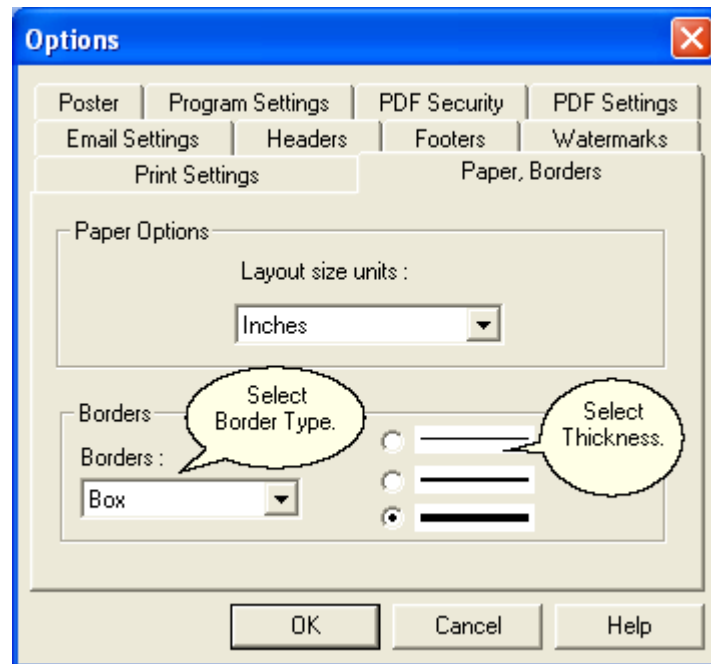 Options
Poster
Program Settings
PDF Security
PDF Settings
Email Settings
Headers
Footers
Watermarks
Print Settings
Paper, Borders
Paper Options
Layout size units :
Inches
Borders
Select
Border Type.
Select
Thickness.
Borders :
Box
OK
Cancel
Help